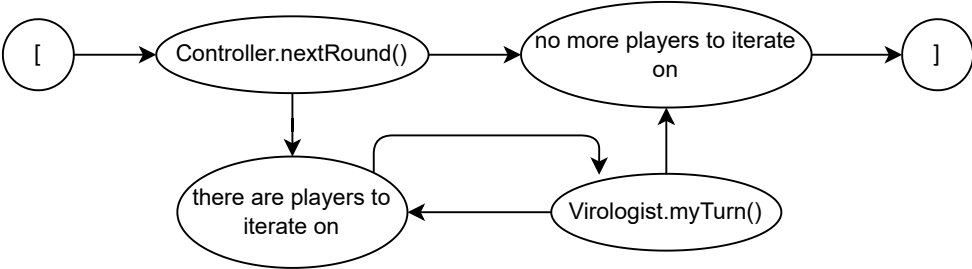 [
Controller.nextRound()
no more players to iterate
on
]
there are players to
iterate on
Virologist.myTurn()